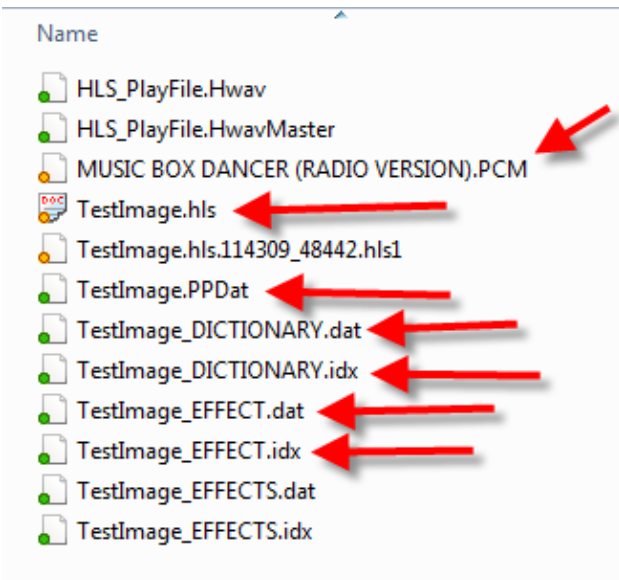 Name
HLS_PlayFile.Hwav
HLS_PlayFile.HwavMaster
MUSIC BOX DANCER (RADIO VERSION).PCM
TestImage.hls
TestImage.hls.114309_48442.hls1
TestImage.PPDat
TestImage_DICTIONARY.dat
TestImage_DICTIONARY.idx
TestImage_EFFECT.dat
TestImage_EFFECT.idx
TestImage_EFFECTS.dat
TestImage_EFFECTS.idx